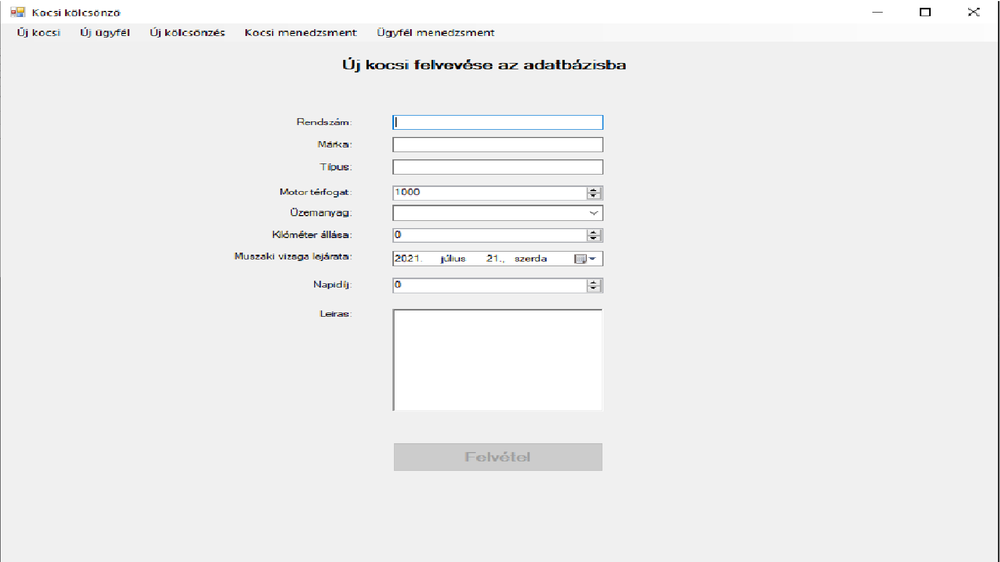 Kocsi kölcsönző
Új kocsi Új ügyfél Új kölcsönzés Kocsi menedzsment Ügyfél menedzsment
Új kocsi felvevése az adatbázisba
Rendszám:
Márka:
Típus:
Motor térfogat: 1000
Üzemanyag:
Kilóméter állása: 0
Muszaki vizsga lejárata: 2021. július 21., szerda
Napidíj: 0
Leiras:
Felvétel